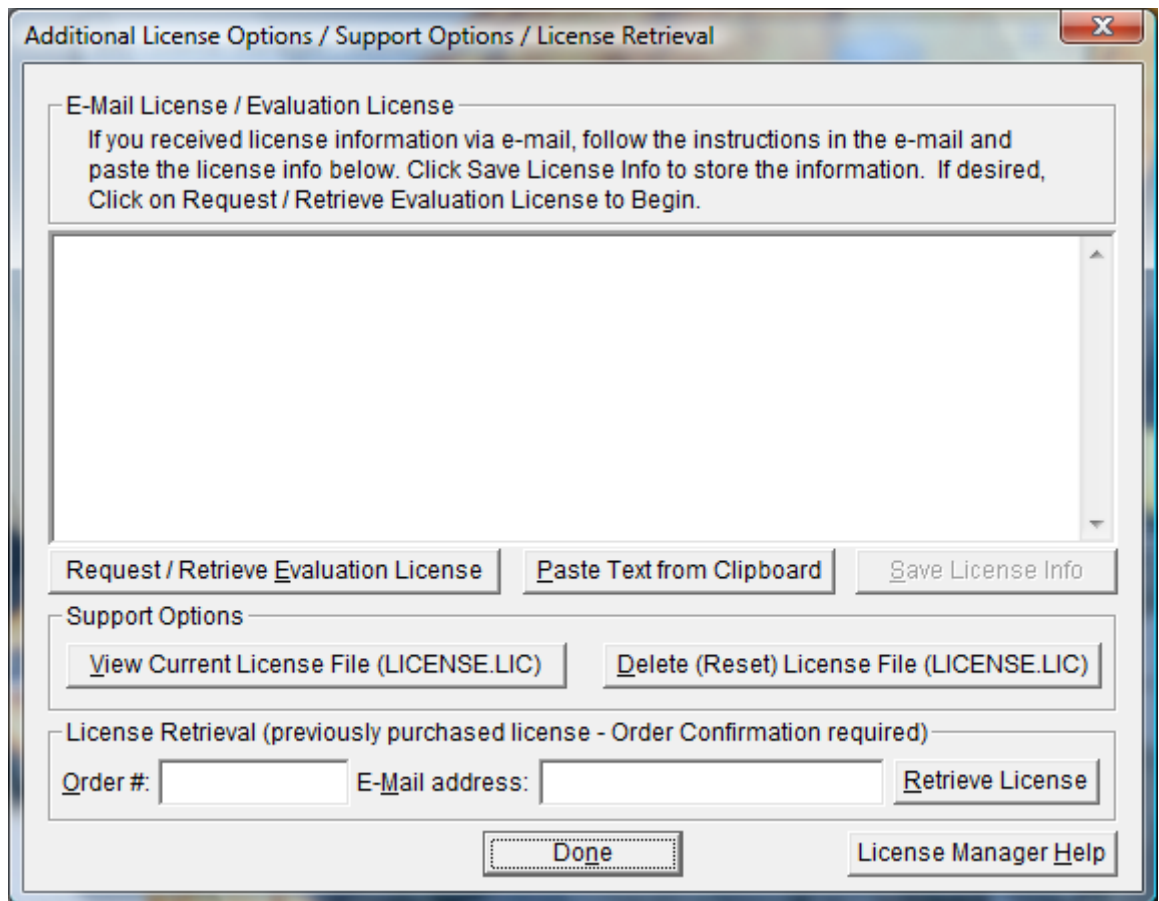 Additional License Options / Support Options / License Retrieval
E-Mail License / Evaluation License
If you received license information via e-mail, follow the instructions in the e-mail and
paste the license info below. Click Save License Info to store the information.  If desired,
Click on Request / Retrieve Evaluation License to Begin.
Request / Retrieve Evaluation License Paste Text from Clipboard Save License Info
Support Options
View Current License File (LICENSE.LIC) Delete (Reset) License File (LICENSE.LIC)
License Retrieval (previously purchased license - Order Confirmation required)
Order #: E-Mail address: Retrieve License
Done License Manager Help